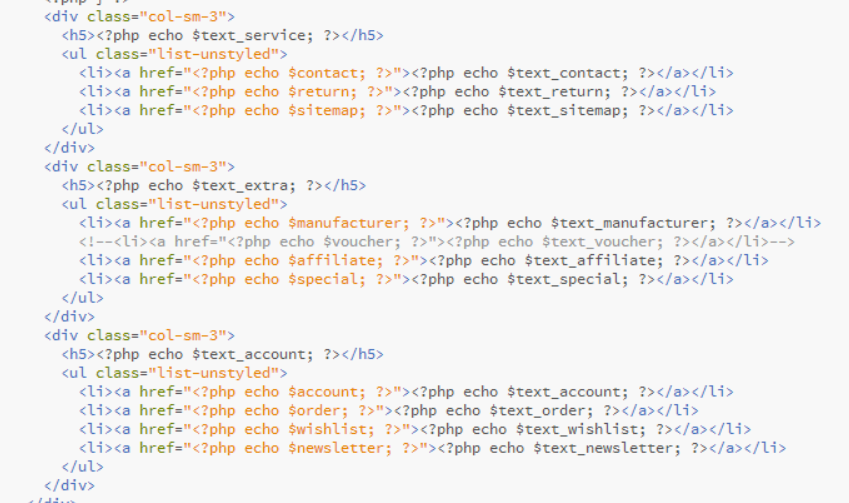 <div class="col-sm-3">
<h5><?php echo $text_service; ?></h5>
<ul class="list-unstyled">
<li><a href="<?php echo $contact; ?>"><?php echo $text_contact; ?></a></li>
<li><a href="<?php echo $return; ?>"><?php echo $text_return; ?></a></li>
<li><a href="<?php echo $sitemap; ?>"><?php echo $text_sitemap; ?></a></li>
</ul>
</div>
<div class="col-sm-3">
<h5><?php echo $text_extra; ?></h5>
<ul class="list-unstyled">
<li><a href="<?php echo $manufacturer; ?>"><?php echo $text_manufacturer; ?></a></li>
<!--<li><a href="<?php echo $voucher; ?>"><?php echo $text_voucher; ?></a></li>-->
<li><a href="<?php echo $affiliate; ?>"><?php echo $text_affiliate; ?></a></li>
<li><a href="<?php echo $special; ?>"><?php echo $text_special; ?></a></li>
</ul>
</div>
<div class="col-sm-3">
<h5><?php echo $text_account; ?></h5>
<ul class="list-unstyled">
<li><a href="<?php echo $account; ?>"><?php echo $text_account; ?></a></li>
<li><a href="<?php echo $order; ?>"><?php echo $text_order; ?></a></li>
<li><a href="<?php echo $wishlist; ?>"><?php echo $text_wishlist; ?></a></li>
<li><a href="<?php echo $newsletter; ?>"><?php echo $text_newsletter; ?></a></li>
</ul>
</div>